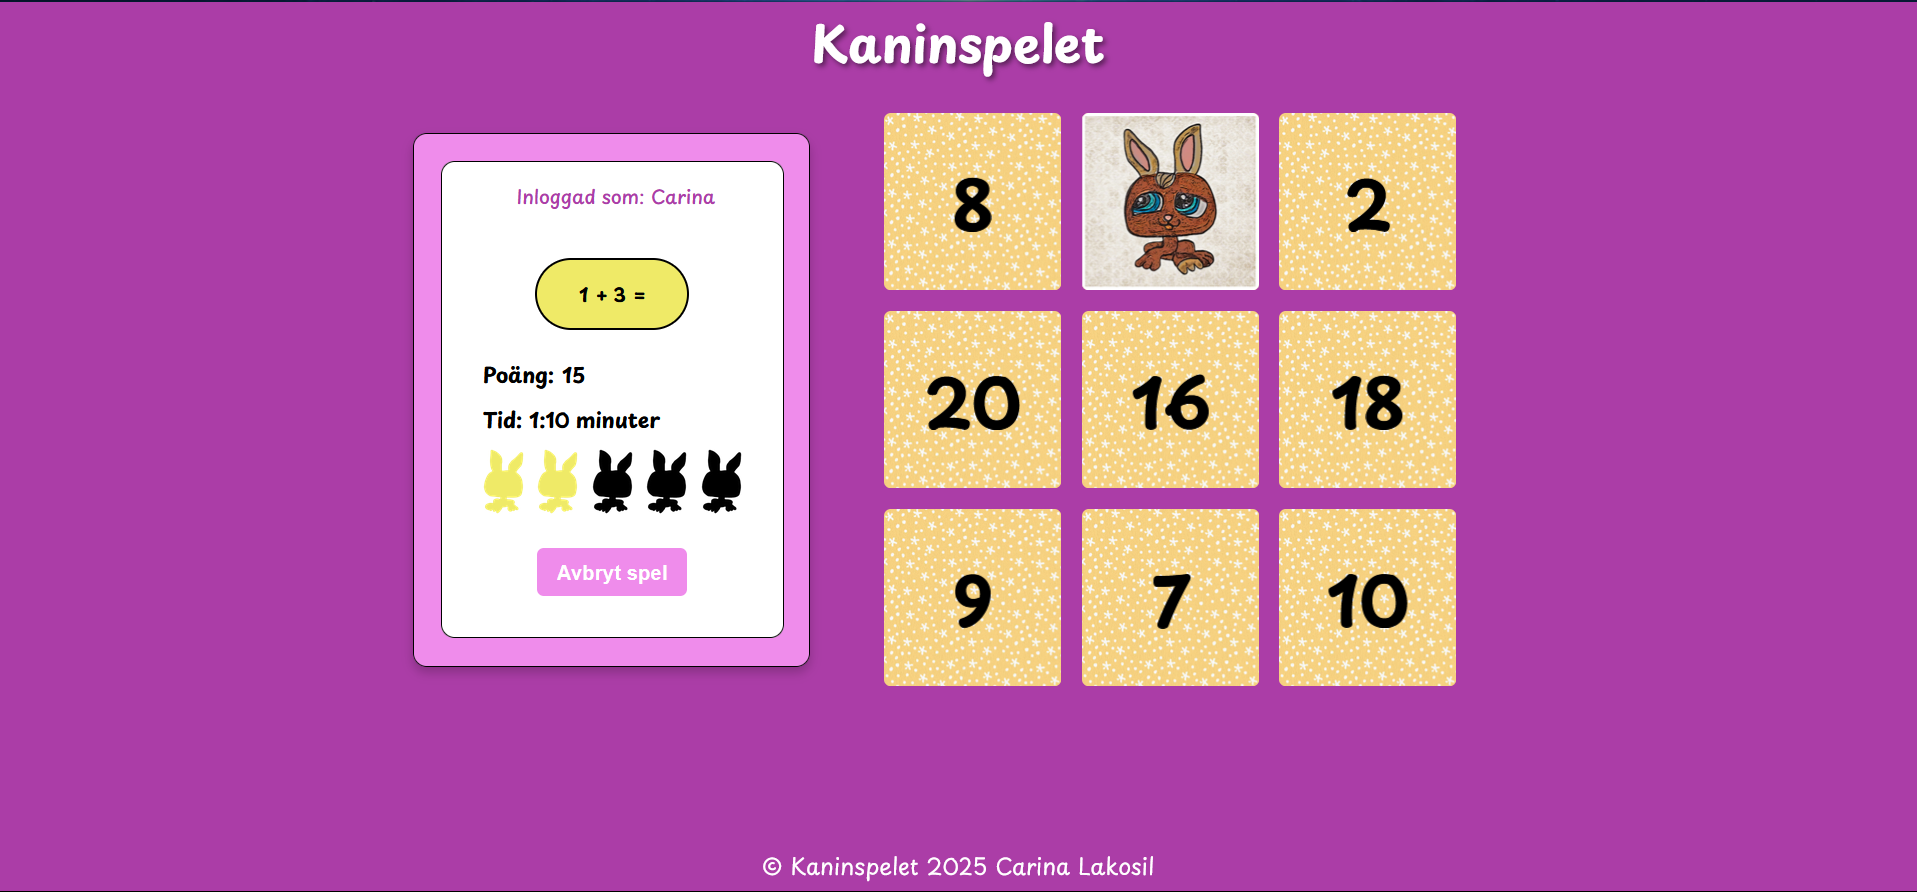 Kaninspelet
Inloggad som: Carina
1 + 3 =
Poäng: 15
Tid: 1:10 minuter
Avbryt spel
8
2
20
16
18
9
7
10
© Kaninspelet 2025 Carina Lakosil